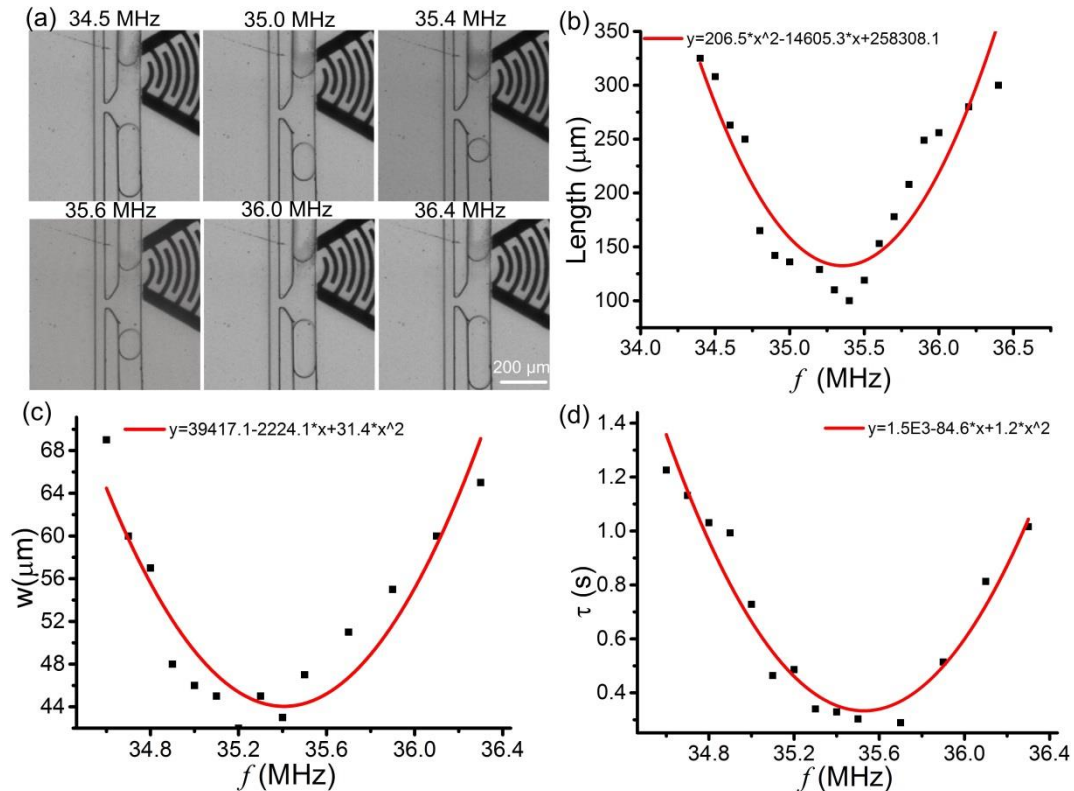 (a)
34.5 MHz 35.0 MHz 35.4 MHz
35.6 MHz 36.0 MHz 36.4 MHz
200 μm
(b)
y=206.5*x^2-14605.3*x+258308.1
350
300
250
200
150
100
Length (μm)
34.0 34.5 35.0 35.5 36.0 36.5
f (MHz)
(c)
y=39417.1-2224.1*x+31.4*x^2
68
64
60
56
52
48
44
w(μm)
34.8 35.2 35.6 36.0 36.4
f (MHz)
(d)
y=1.5E3-84.6*x+1.2*x^2
1.4
1.2
1.0
0.8
0.6
0.4
τ (s)
34.8 35.2 35.6 36.0 36.4
f (MHz)